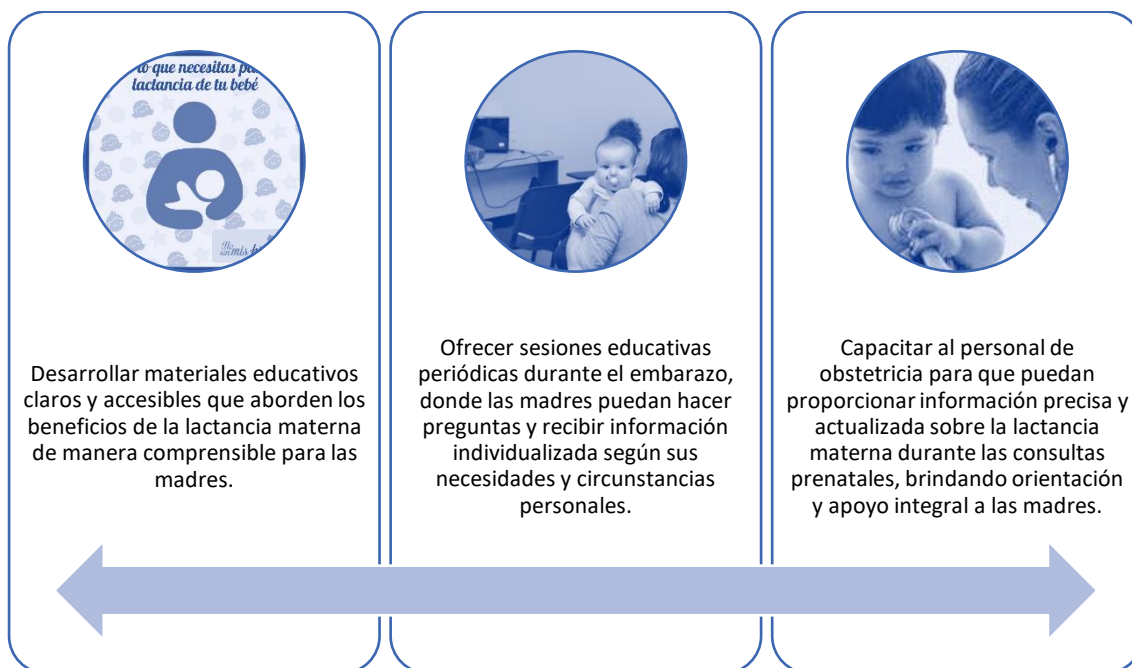 que necesitas
lactancia de tu bebé
mis
Desarrollar materiales educativos
claros y accesibles que aborden los
beneficios de la lactancia materna
de manera comprensible para las
madres.
Ofrecer sesiones educativas
periódicas durante el embarazo,
donde las madres puedan hacer
preguntas y recibir información
individualizada según sus
necesidades y circunstancias
personales.
Capacitar al personal de
obstetricia para que puedan
proporcionar información precisa y
actualizada sobre la lactancia
materna durante las consultas
prenatales, brindando orientación
y apoyo integral a las madres.